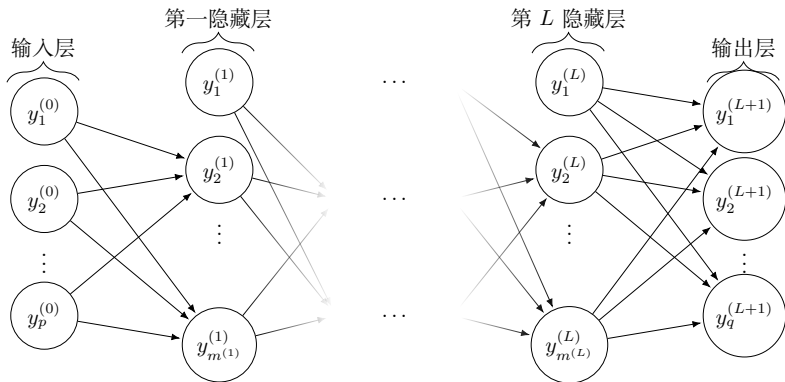 输入层
y_1^{(0)}
y_2^{(0)}
⋮
y_p^{(0)}
第一隐藏层
y_1^{(1)}
y_2^{(1)}
⋮
y_{m^{(1)}}^{(1)}
...
...
...
第 L 隐藏层
y_1^{(L)}
y_2^{(L)}
⋮
y_{m^{(L)}}^{(L)}
输出层
y_1^{(L+1)}
y_2^{(L+1)}
⋮
y_q^{(L+1)}